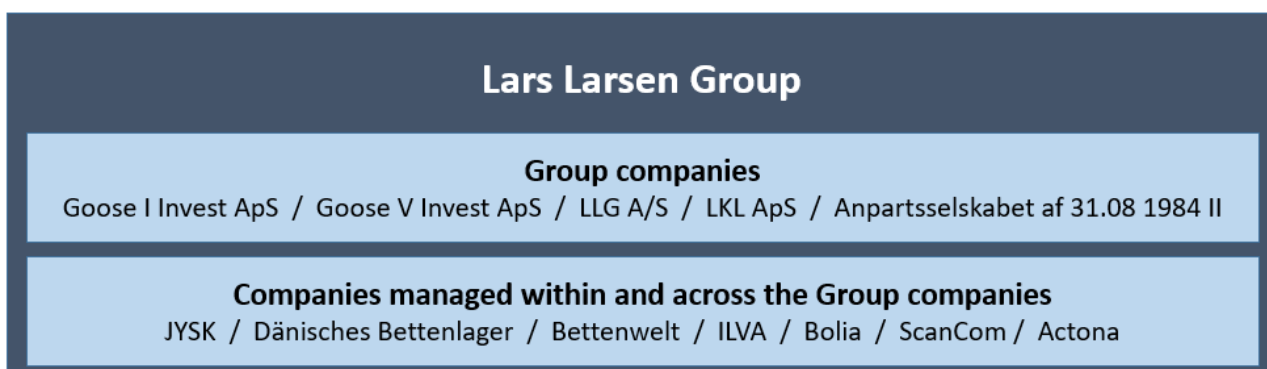 Lars Larsen Group
Group companies
Goose I Invest ApS / Goose V Invest ApS / LLG A/S / LKL ApS / Anpartsselskabet af 31.08 1984 II
Companies managed within and across the Group companies
JYSK / Dänisches Bettenlager / Bettenwelt / ILVA / Bolia / ScanCom / Actona